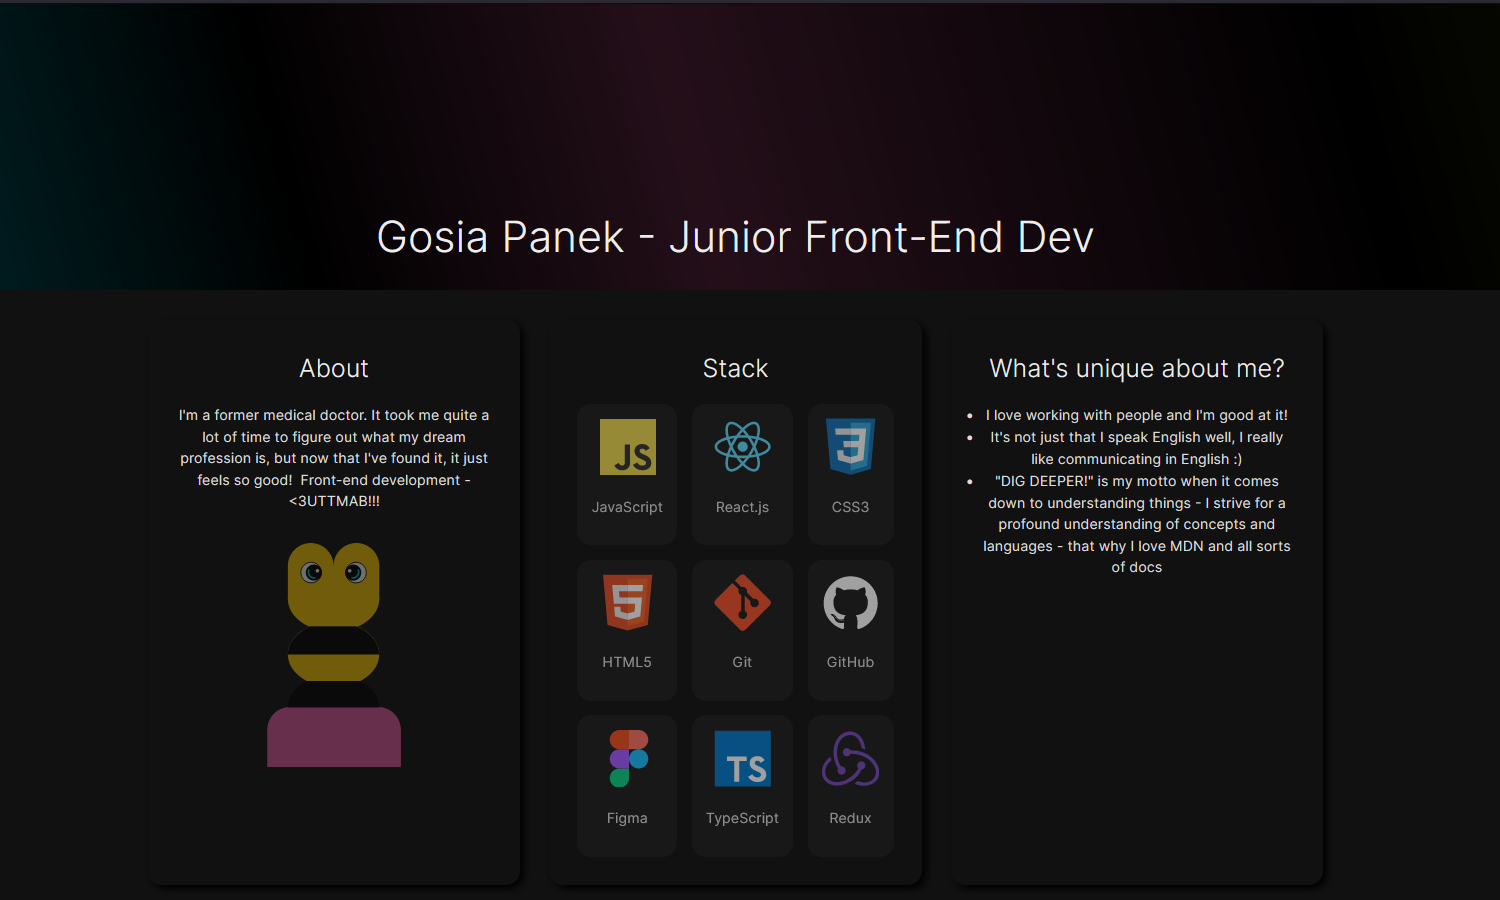 Gosia Panek - Junior Front-End Dev
About
I'm a former medical doctor. It took me quite a
lot of time to figure out what my dream
profession is, but now that I've found it, it just
feels so good!  Front-end development -
<3UTTMAB!!!
Stack
JS
JavaScript
React.js
3
CSS3
5
HTML5
Git
GitHub
Figma
TS
TypeScript
Redux
What's unique about me?
• I love working with people and I'm good at it!
• It's not just that I speak English well, I really
like communicating in English :)
• "DIG DEEPER!" is my motto when it comes
down to understanding things - I strive for a
profound understanding of concepts and
languages - that why I love MDN and all sorts
of docs